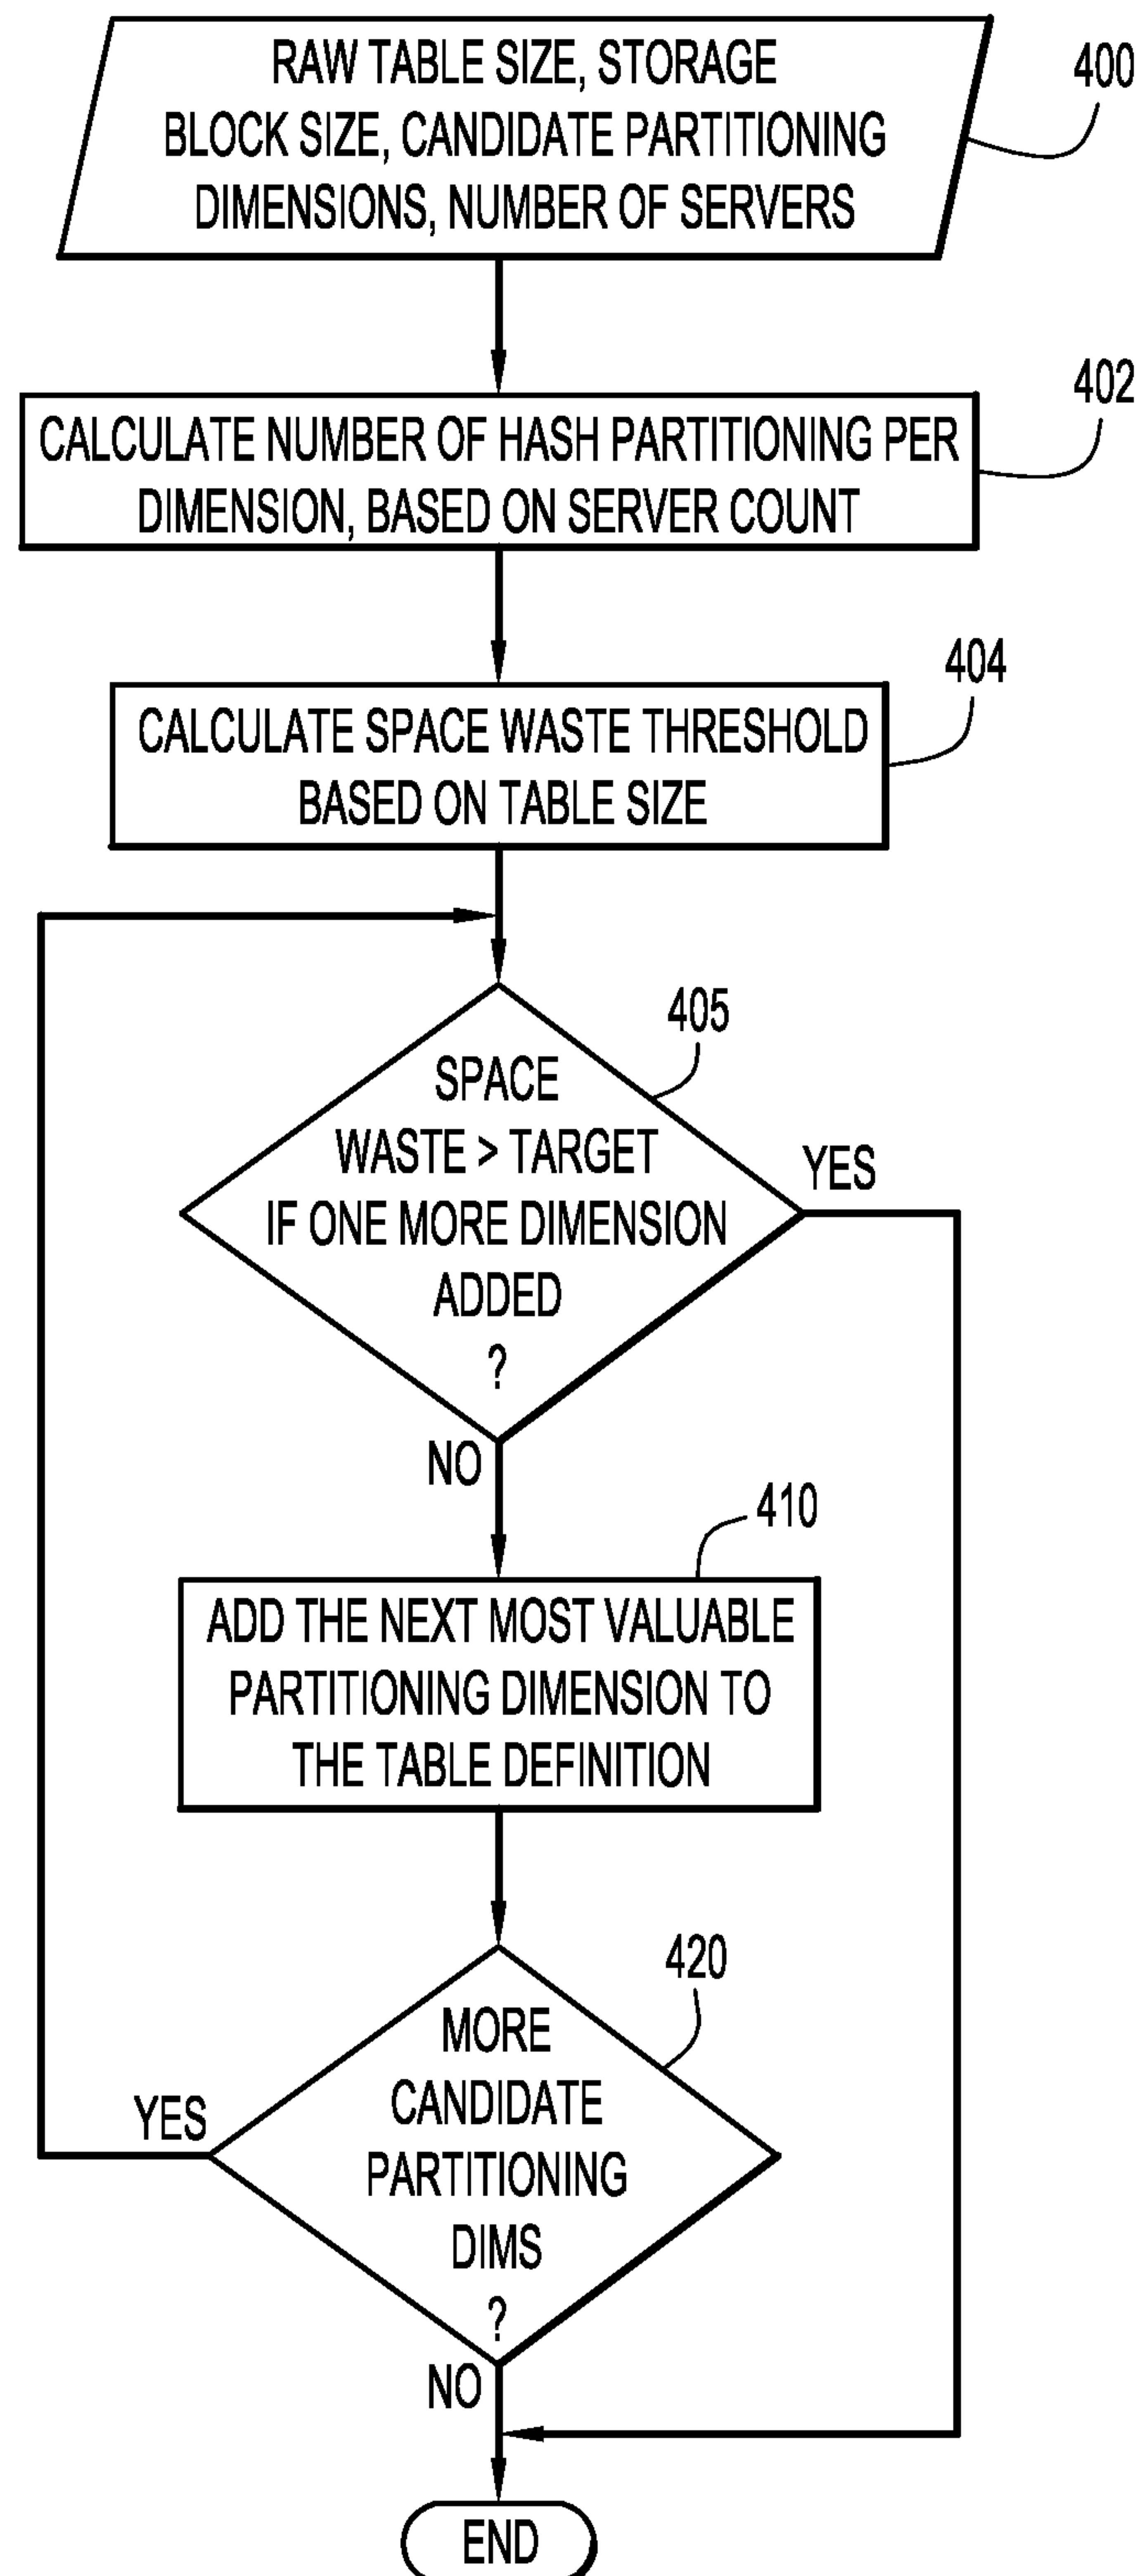 RAW TABLE SIZE, STORAGE
BLOCK SIZE, CANDIDATE PARTITIONING
DIMENSIONS, NUMBER OF SERVERS
400
CALCULATE NUMBER OF HASH PARTITIONING PER
DIMENSION, BASED ON SERVER COUNT
402
CALCULATE SPACE WASTE THRESHOLD
BASED ON TABLE SIZE
404
SPACE
WASTE > TARGET
IF ONE MORE DIMENSION
ADDED
?
405
YES
NO
ADD THE NEXT MOST VALUABLE
PARTITIONING DIMENSION TO
THE TABLE DEFINITION
410
MORE
CANDIDATE
PARTITIONING
DIMS
?
420
YES
NO
END